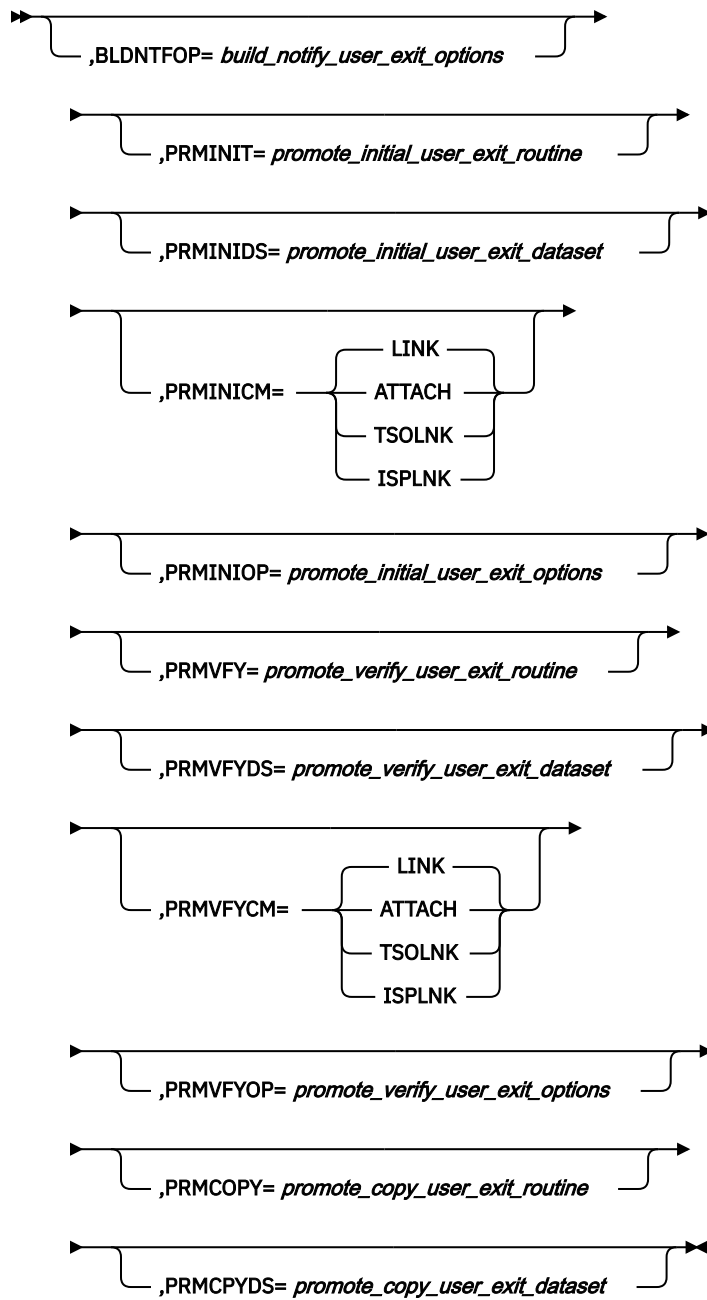 ,BLDNTFOP= build_notify_user_exit_options
,PRMINIT= promote_initial_user_exit_routine
,PRMINIDS= promote_initial_user_exit_dataset
LINK
,PRMINICM= ATTACH
TSOLNK
ISPLNK
,PRMINIOP= promote_initial_user_exit_options
,PRMVFY= promote_verify_user_exit_routine
,PRMVFYDS= promote_verify_user_exit_dataset
LINK
,PRMVFYCM= ATTACH
TSOLNK
ISPLNK
,PRMVFYOP= promote_verify_user_exit_options
,PRMCOPY= promote_copy_user_exit_routine
,PRMCPYDS= promote_copy_user_exit_dataset